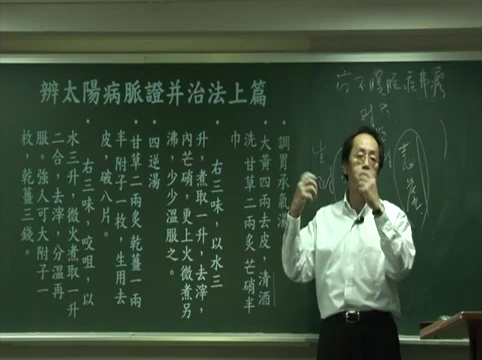 辨太陽病脈證并治法上篇
調胃承氣湯
大黃四兩去皮，清酒
洗 甘草二兩炙 芒硝半
巾
右三味，以水三
升，煮取一升，去滓，
內芒硝，更上火微煮另
沸，少少溫服之。
四逆湯
甘草二兩炙 乾薑一兩
半 附子一枚，生用去
皮，破八片。
右三味，㕮咀，以
水三升，微火煮取一升
二合，去滓，分溫再
服。強人可大附子一
枚，乾薑三錢。